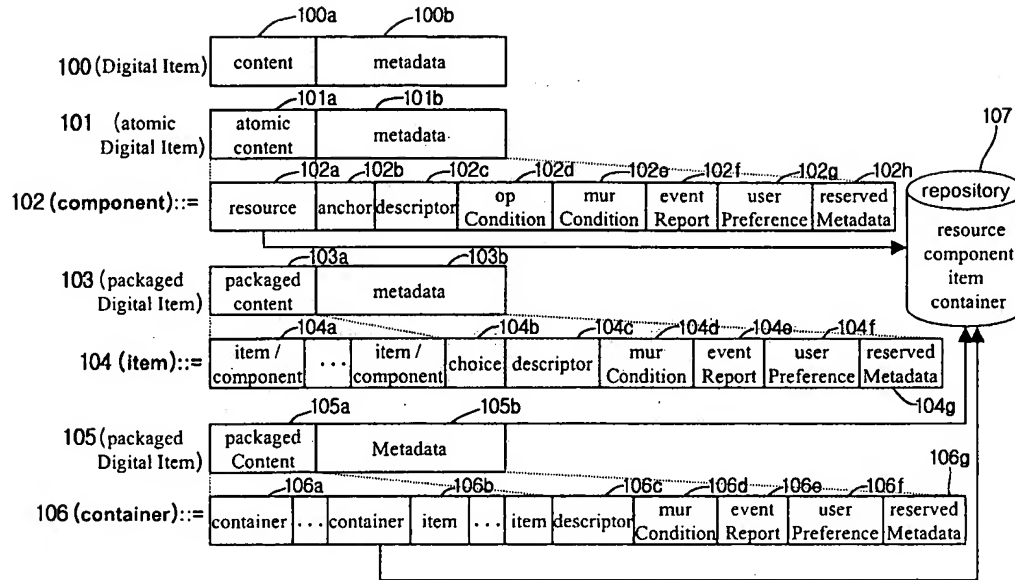 100a 100b
100 (Digital Item) content metadata
101a 101b
101 (atomic
Digital Item) atomic
content metadata
107
102a 102b 102c 102d 102e 102f 102g 102h
102 (component)::= resource anchor descriptor op
Condition mur
Condition event
Report user
Preference reserved
Metadata
repository
resource
component
item
container
103a 103b
103 (packaged
Digital Item) packaged
content metadata
104a 104b 104c 104d 104e 104f
104 (item)::= item /
component ... item /
component choice descriptor mur
Condition event
Report user
Preference reserved
Metadata
104g
105a 105b
105 (packaged
Digital Item) packaged
Content Metadata
106a 106b 106c 106d 106e 106f 106g
106 (container)::= container ... container item ... item descriptor mur
Condition event
Report user
Preference reserved
Metadata